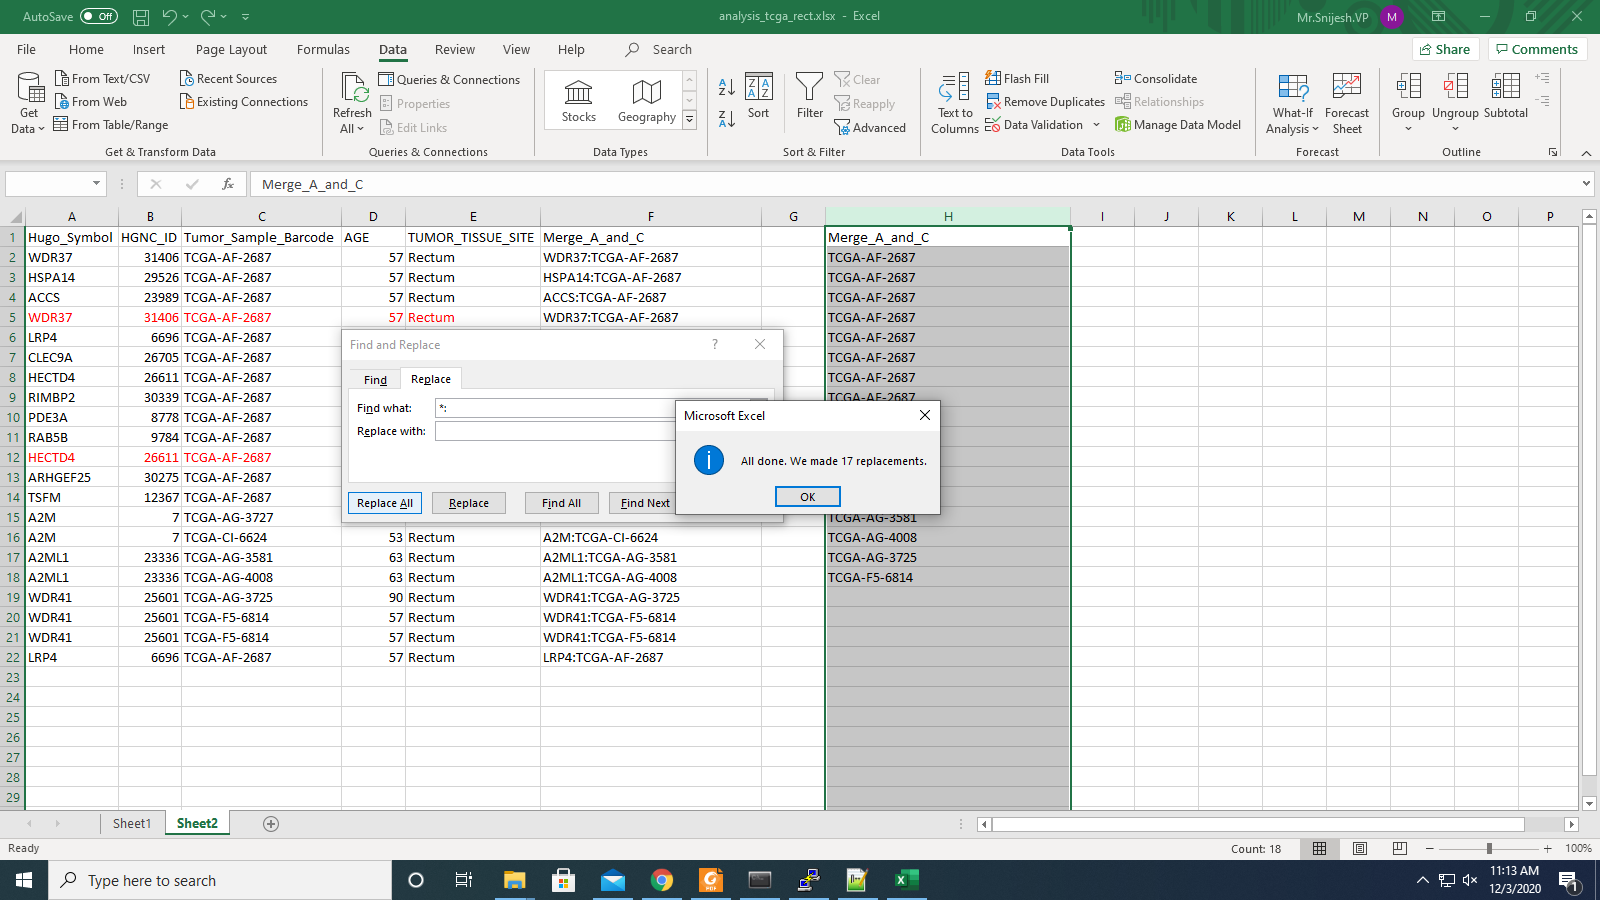 AutoSave Off analysis_tcga_rect.xlsx - Excel Mr.Snijesh.VP M
File Home Insert Page Layout Formulas Data Review View Help Search Share Comments
Get Data From Text/CSV From Web From Table/Range Recent Sources Existing Connections
Refresh All Queries & Connections Properties Edit Links
Stocks Geography
Sort Filter Clear Reapply Advanced
Text to Columns Flash Fill Remove Duplicates Data Validation Consolidate Relationships Manage Data Model
What-If Analysis Forecast Sheet
Group Ungroup Subtotal
Get & Transform Data Queries & Connections Data Types Sort & Filter Data Tools Forecast Outline
fx Merge_A_and_C
A B C D E F G H I J K L M N O P
1 Hugo_Symbol HGNC_ID Tumor_Sample_Barcode AGE TUMOR_TISSUE_SITE Merge_A_and_C Merge_A_and_C
2 WDR37 31406 TCGA-AF-2687 57 Rectum WDR37:TCGA-AF-2687 TCGA-AF-2687
3 HSPA14 29526 TCGA-AF-2687 57 Rectum HSPA14:TCGA-AF-2687 TCGA-AF-2687
4 ACCS 23989 TCGA-AF-2687 57 Rectum ACCS:TCGA-AF-2687 TCGA-AF-2687
5 WDR37 31406 TCGA-AF-2687 57 Rectum WDR37:TCGA-AF-2687 TCGA-AF-2687
6 LRP4 6696 TCGA-AF-2687 TCGA-AF-2687
7 CLEC9A 26705 TCGA-AF-2687 TCGA-AF-2687
8 HECTD4 26611 TCGA-AF-2687 TCGA-AF-2687
9 RIMBP2 30339 TCGA-AF-2687 TCGA-AF-2687
10 PDE3A 8778 TCGA-AF-2687
11 RAB5B 9784 TCGA-AF-2687
12 HECTD4 26611 TCGA-AF-2687
13 ARHGEF25 30275 TCGA-AF-2687
14 TSFM 12367 TCGA-AF-2687
15 A2M 7 TCGA-AG-3727 TCGA-AG-3581
16 A2M 7 TCGA-CI-6624 53 Rectum A2M:TCGA-CI-6624 TCGA-AG-4008
17 A2ML1 23336 TCGA-AG-3581 63 Rectum A2ML1:TCGA-AG-3581 TCGA-AG-3725
18 A2ML1 23336 TCGA-AG-4008 63 Rectum A2ML1:TCGA-AG-4008 TCGA-F5-6814
19 WDR41 25601 TCGA-AG-3725 90 Rectum WDR41:TCGA-AG-3725
20 WDR41 25601 TCGA-F5-6814 57 Rectum WDR41:TCGA-F5-6814
21 WDR41 25601 TCGA-F5-6814 57 Rectum WDR41:TCGA-F5-6814
22 LRP4 6696 TCGA-AF-2687 57 Rectum LRP4:TCGA-AF-2687
23
24
25
26
27
28
29
Find and Replace ?
Find Replace
Find what: *:
Replace with:
Replace All Replace Find All Find Next
Microsoft Excel
All done. We made 17 replacements.
OK
Sheet1 Sheet2
Ready Count: 18 100%
Type here to search
11:13 AM
12/3/2020
1